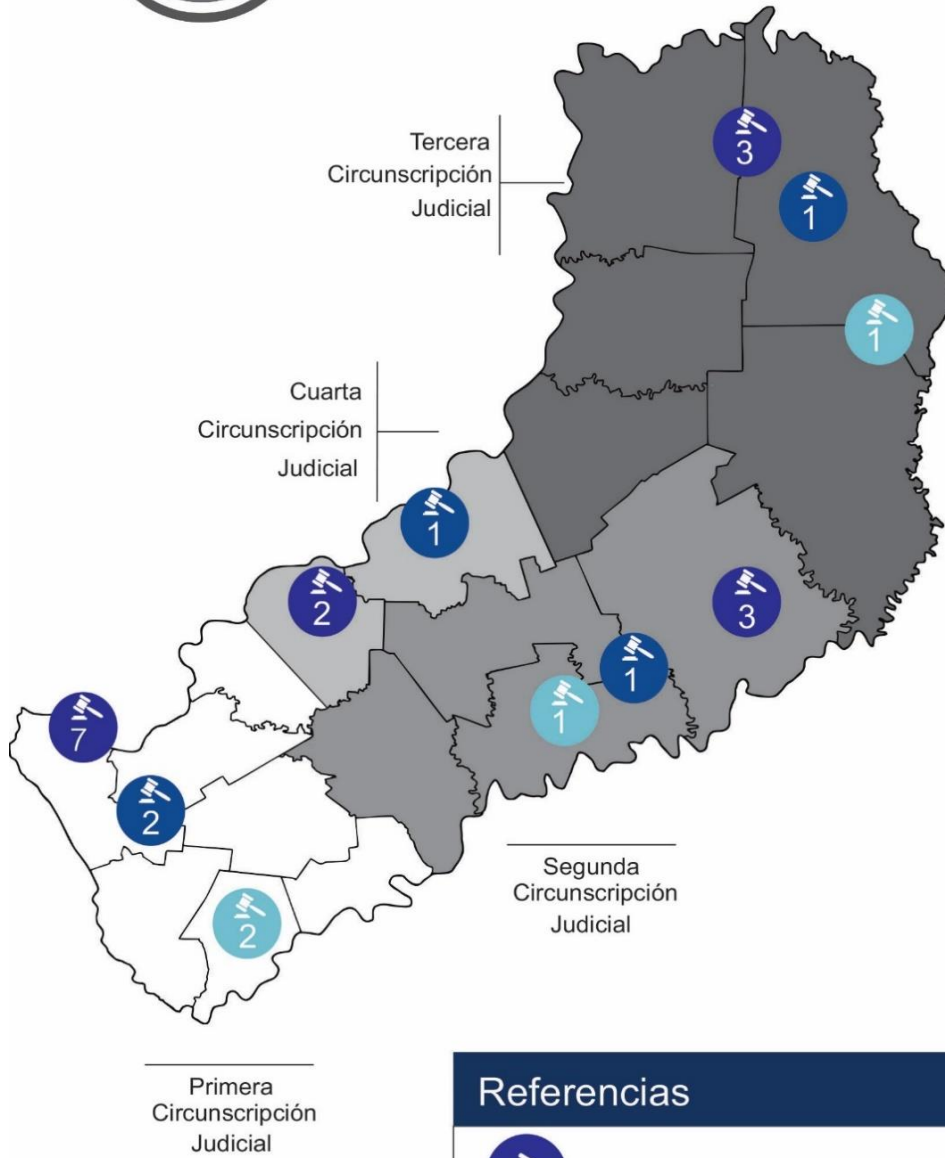 Tercera
Circunscripción
Judicial
3
1
1
Cuarta
Circunscripción
Judicial
1
2
3
1
1
7
2
2
Segunda
Circunscripción
Judicial
Primera
Circunscripción
Judicial
Referencias